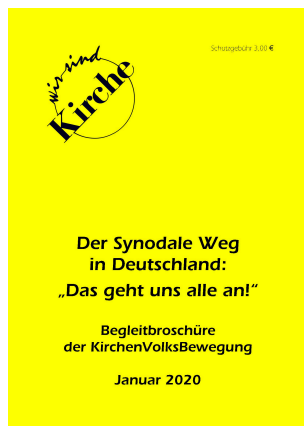 Schutzgebühr 3,00 €
wir sind
Kirche
Der Synodale Weg
in Deutschland:
„Das geht uns alle an!“
Begleitbroschüre
der KirchenVolksBewegung
Januar 2020